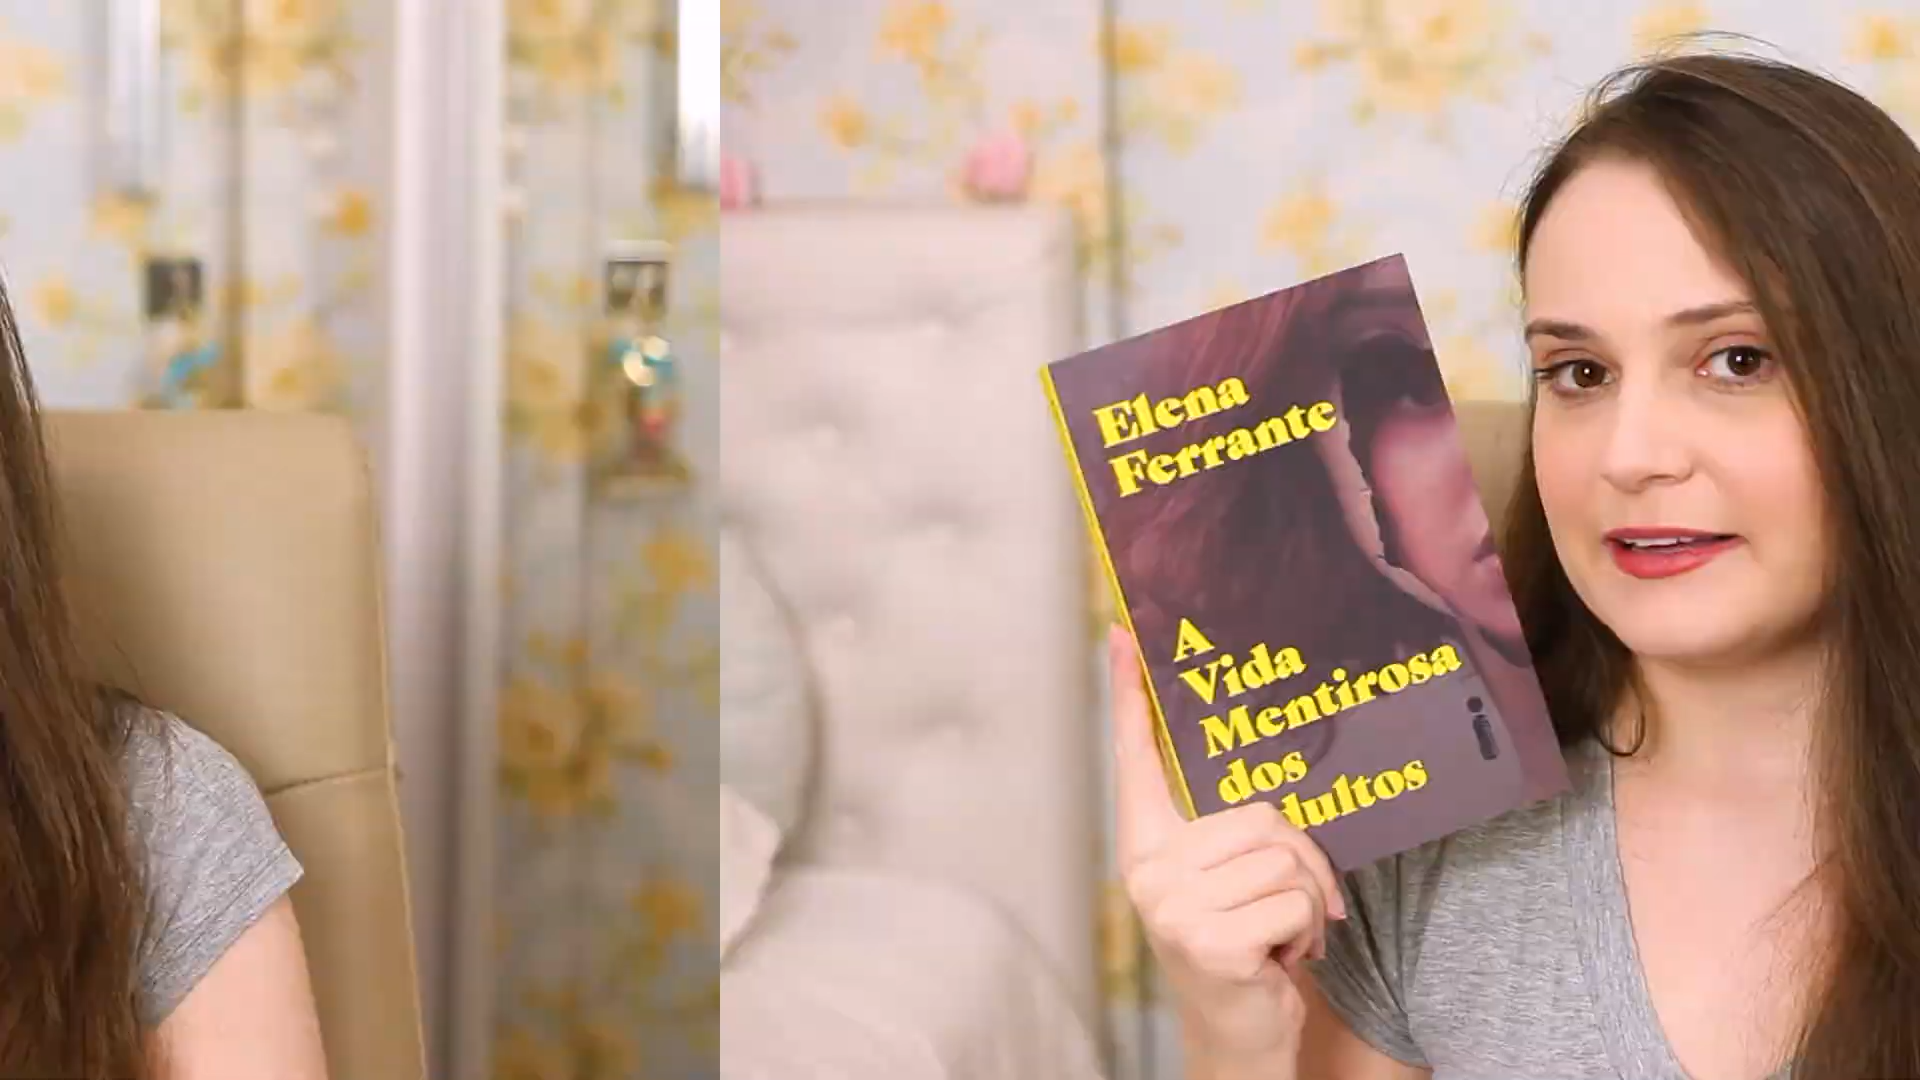 Elena
Ferrante
A
Vida
Mentirosa
dos
dultos